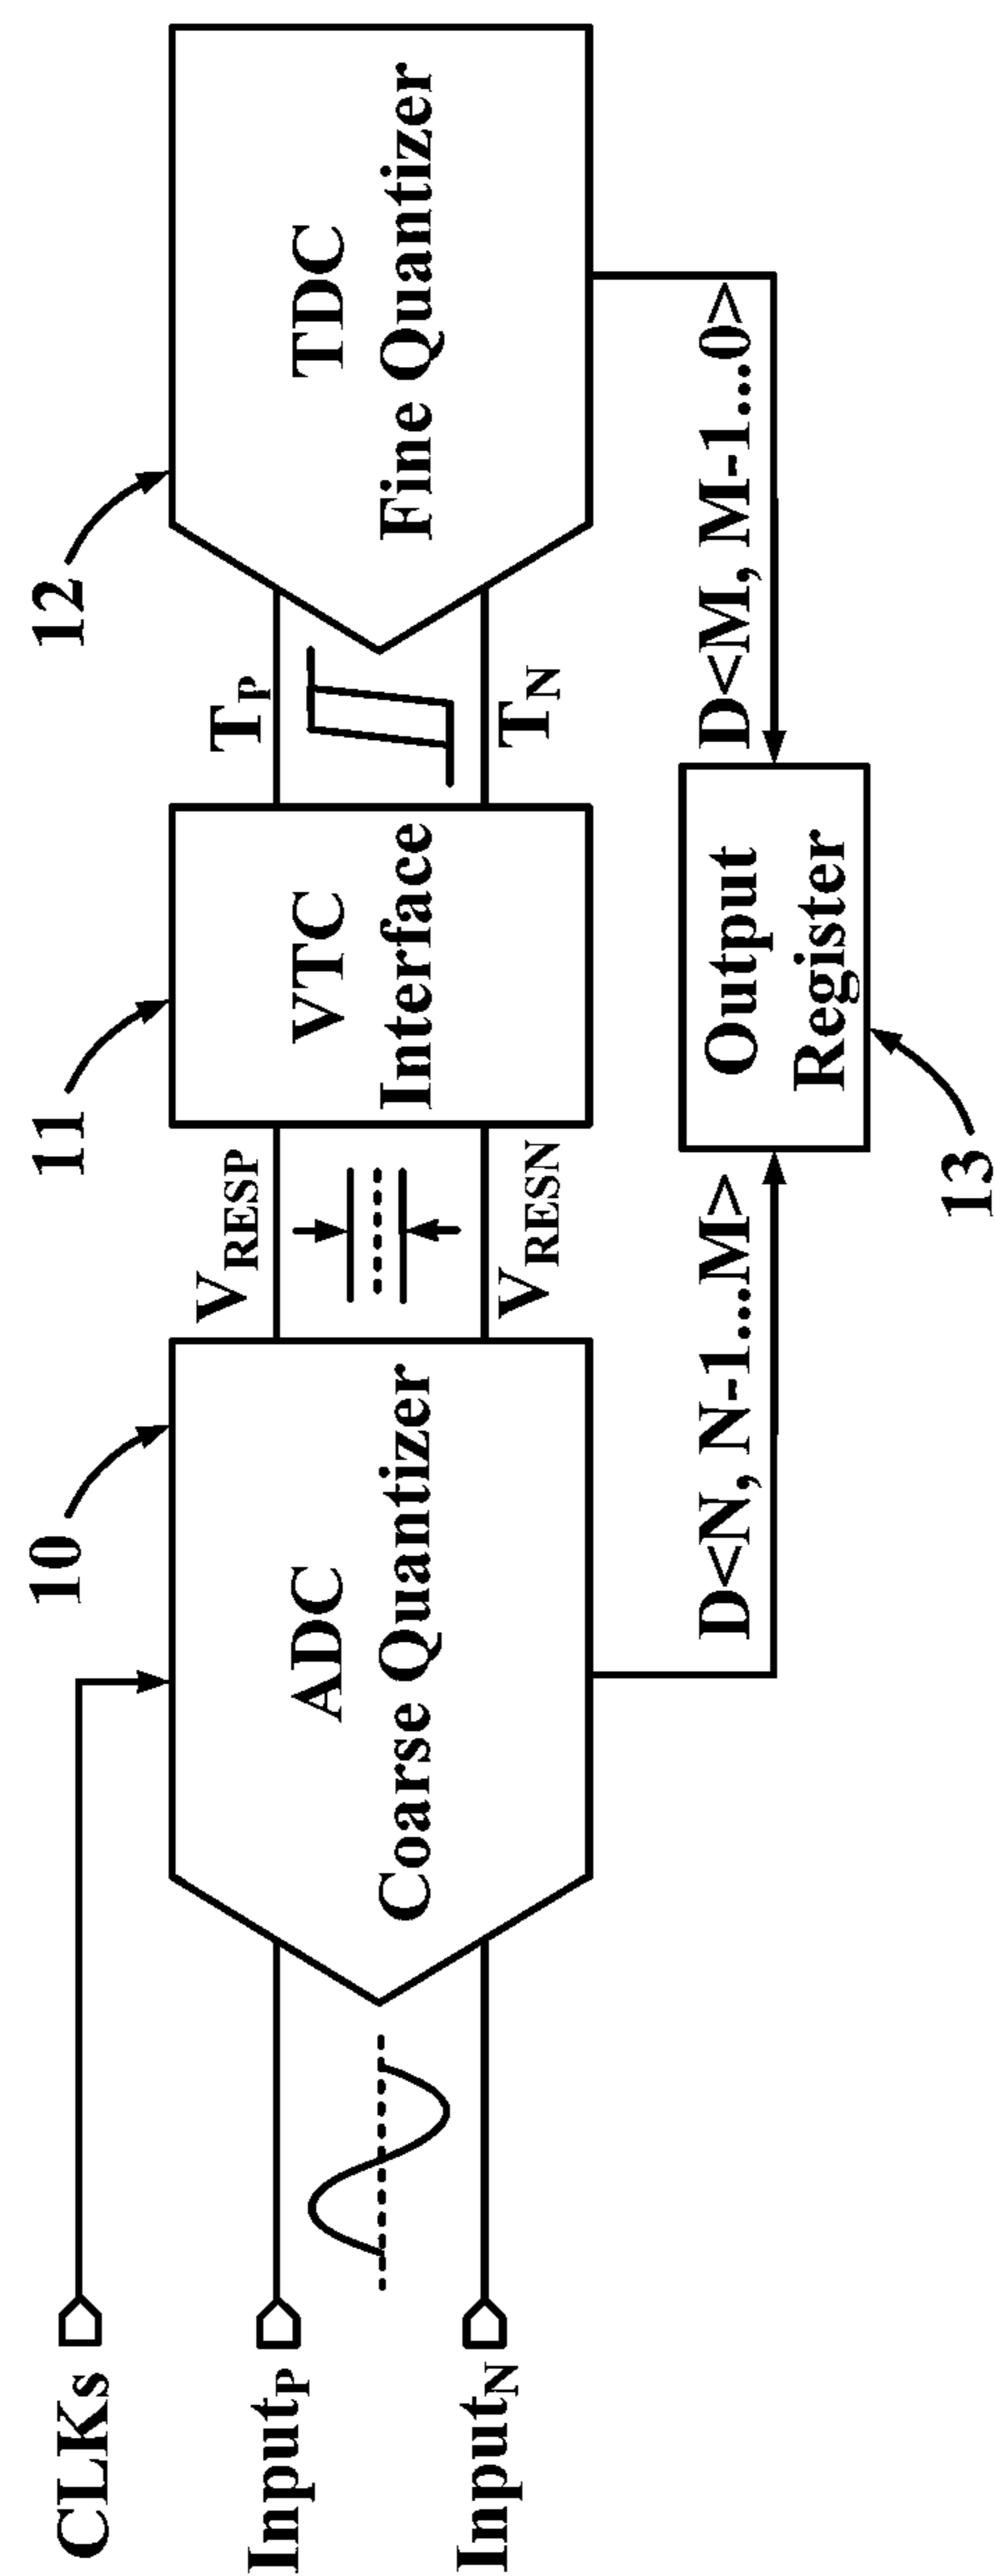 CLKs
Input_P
Input_N
10
ADC
Coarse Quantizer
V_RESP
V_RESN
11
VTC
Interface
T_P
T_N
12
TDC
Fine Quantizer
D<N, N-1...M>
Output
Register
13
D<M, M-1...0>